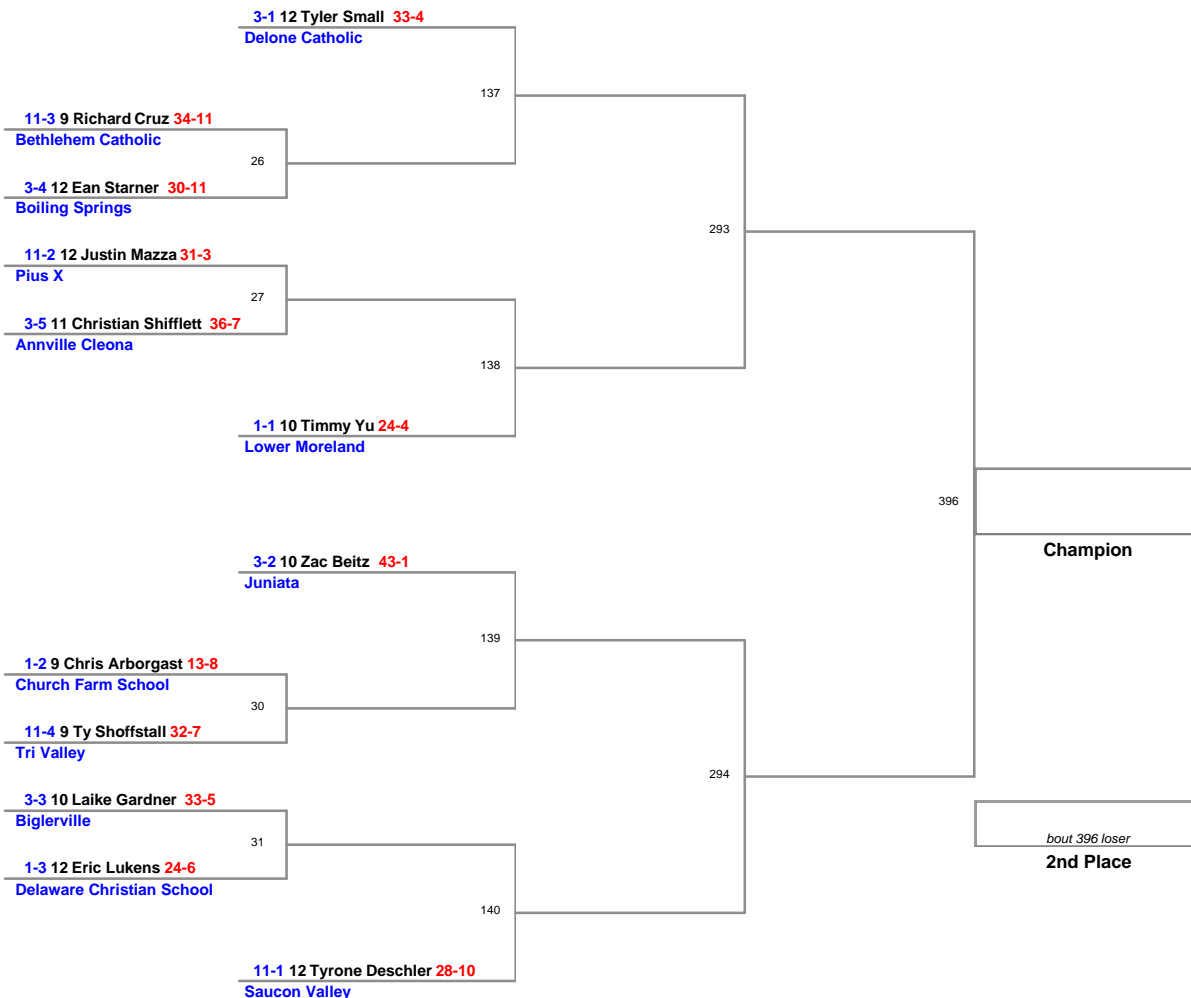 3-1 12 Tyler Small 33-4
Delone Catholic
137
11-3 9 Richard Cruz 34-11
Bethlehem Catholic
26
3-4 12 Ean Starner 30-11
Boiling Springs
293
11-2 12 Justin Mazza 31-3
Pius X
27
3-5 11 Christian Shifflett 36-7
Annville Cleona
138
1-1 10 Timmy Yu 24-4
Lower Moreland
396
Champion
3-2 10 Zac Beitz 43-1
Juniata
139
1-2 9 Chris Arborgast 13-8
Church Farm School
30
11-4 9 Ty Shoffstall 32-7
Tri Valley
294
3-3 10 Laike Gardner 33-5
Biglerville
31
bout 396 loser
2nd Place
1-3 12 Eric Lukens 24-6
Delaware Christian School
140
11-1 12 Tyrone Deschler 28-10
Saucon Valley